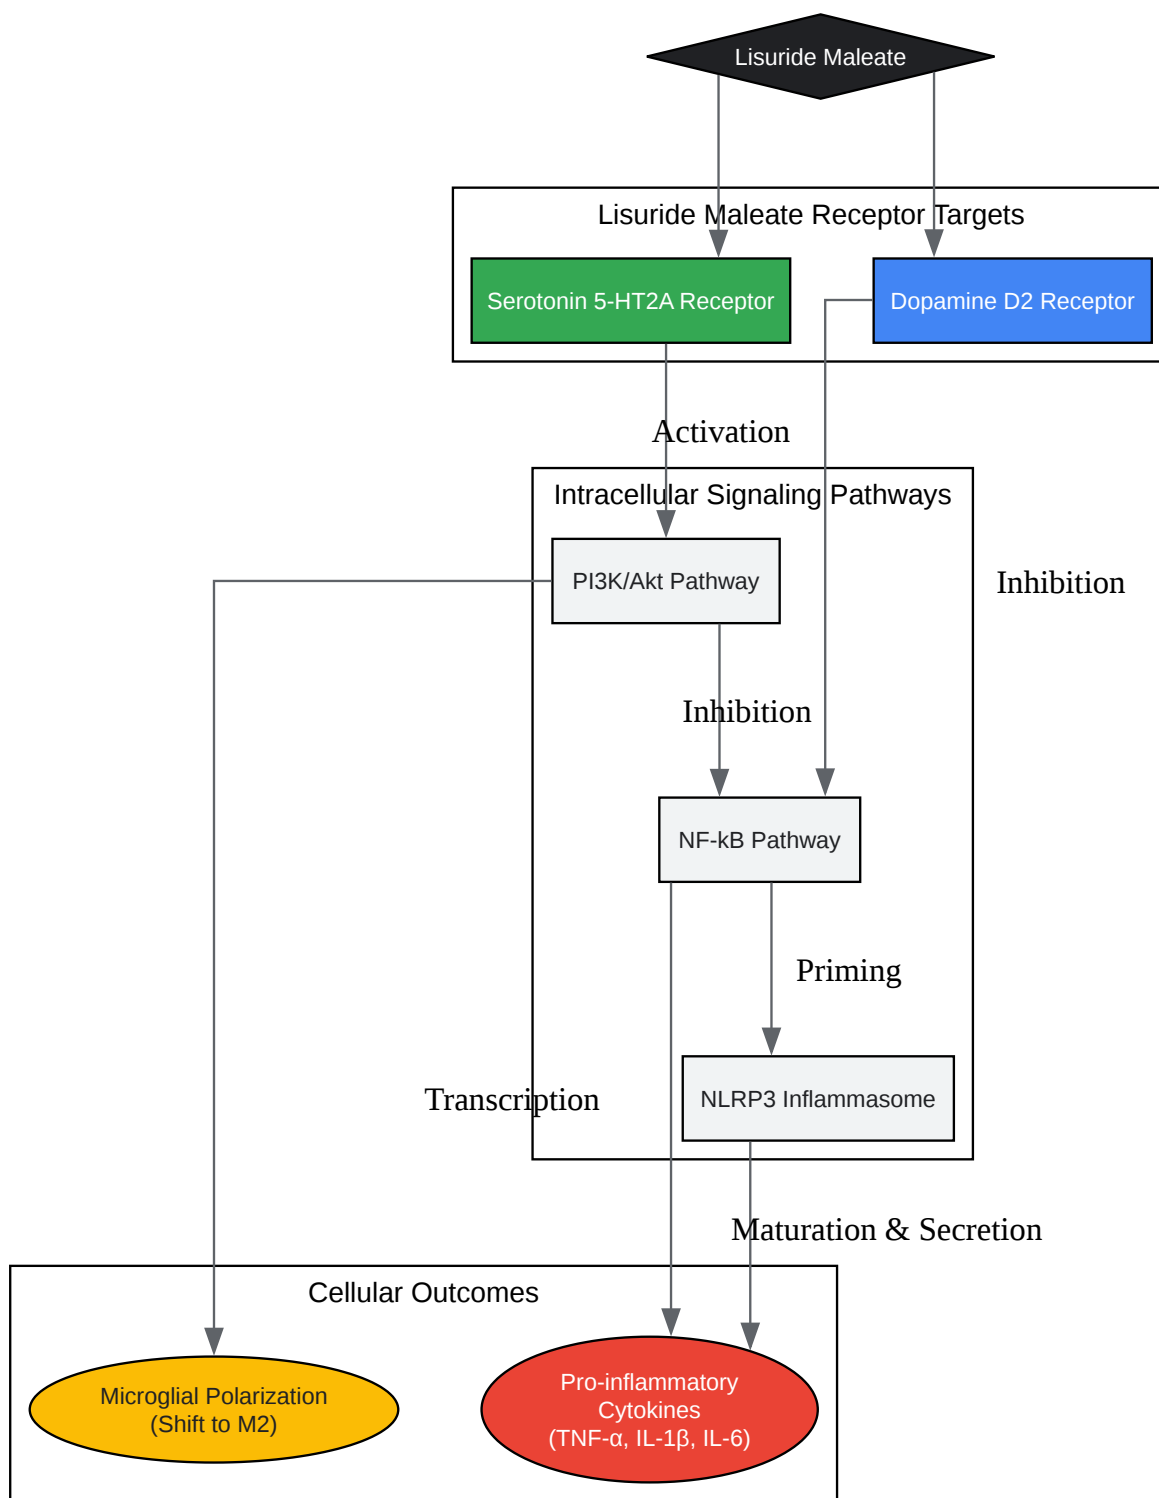 Lisuride Maleate
Lisuride Maleate Receptor Targets
Serotonin 5-HT2A Receptor
Dopamine D2 Receptor
Activation
Intracellular Signaling Pathways
PI3K/Akt Pathway
Inhibition
Inhibition
NF-kB Pathway
Priming
NLRP3 Inflammasome
Transcription
Maturation & Secretion
Cellular Outcomes
Microglial Polarization
(Shift to M2)
Pro-inflammatory
Cytokines
(TNF-α, IL-1β, IL-6)